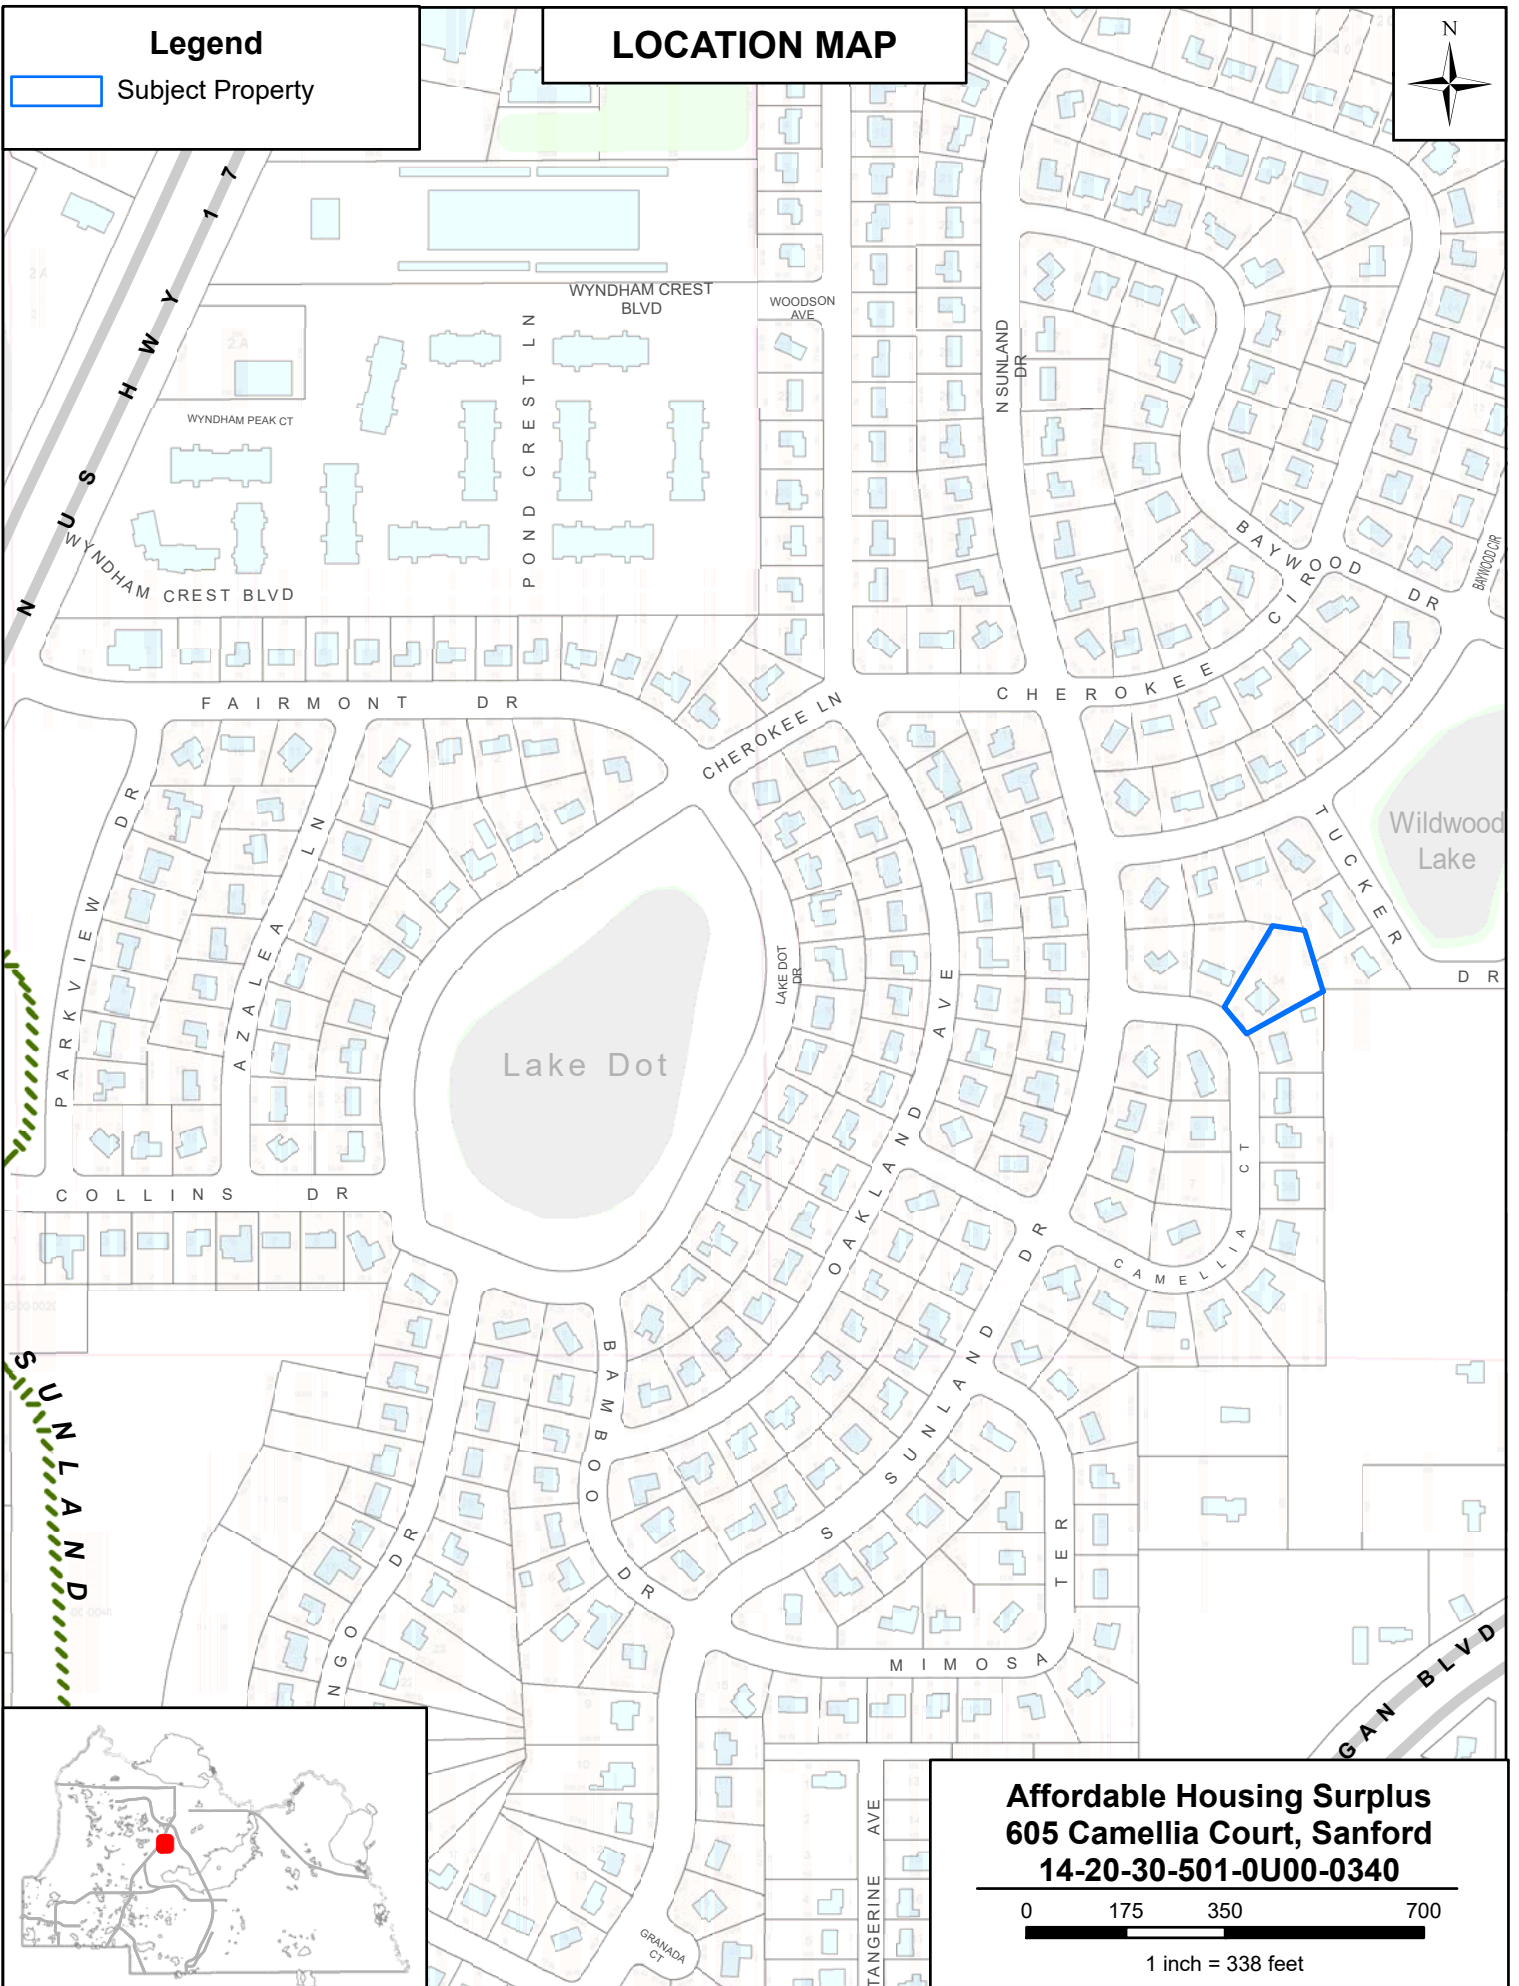 Legend
Subject Property
LOCATION MAP
N
N US HWY 17
WYNDHAM CREST
BLVD
WOODSON
AVE
POND CREST LN
N SUNLAND
DR
WYNDHAM PEAK CT
WYNDHAM CREST BLVD
BAYWOOD DR
BAYWOOD CIR
FAIRMONT DR
CHEROKEE LN
CHEROKEE CIR
TUCKER DR
Wildwood
Lake
PARKVIEW DR
AZALEA LN
LAKE DOT
DR
OAKLAND AVE
Lake Dot
COLLINS DR
CAMELLIA CT
S SUNLAND DR
BAMBOO DR
SUNLAND
NGO DR
MIMOSA TER
GAN BLVD
TANGERINE AVE
GRANADA
CT
Affordable Housing Surplus
605 Camellia Court, Sanford
14-20-30-501-0U00-0340
0 175 350 700
1 inch = 338 feet